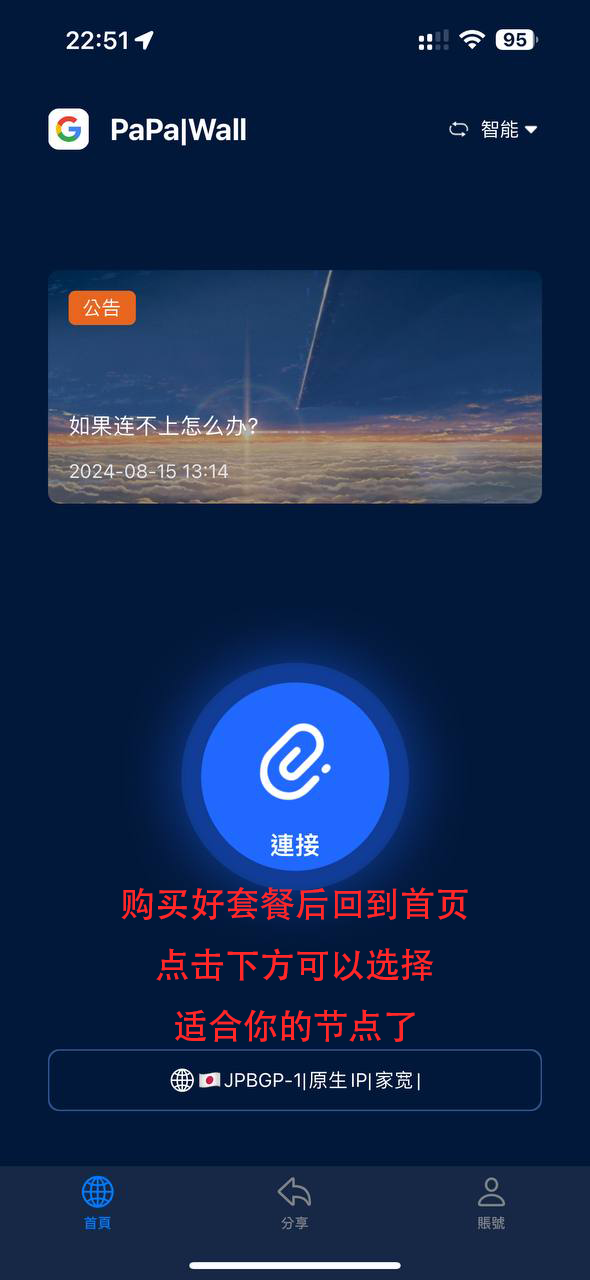 22:51
95
PaPa|Wall
智能
公告
如果连不上怎么办?
2024-08-15 13:14
連接
购买好套餐后回到首页
点击下方可以选择
适合你的节点了
JPBGP-1|原生IP|家宽|
首頁
分享
賬號